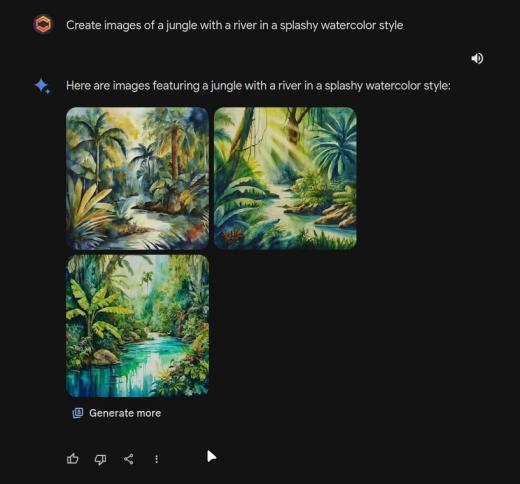 Create images of a jungle with a river in a splashy watercolor style
Here are images featuring a jungle with a river in a splashy watercolor style:
Generate more